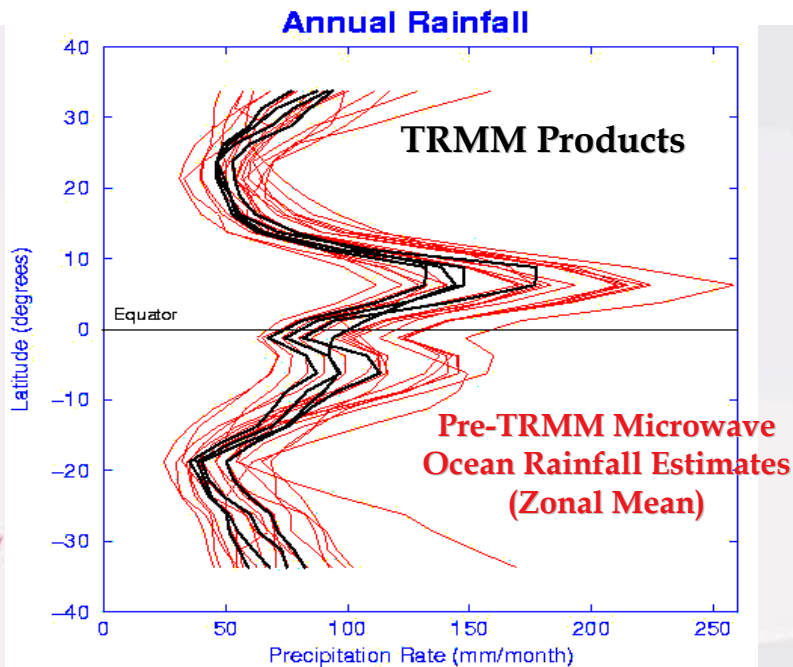 Annual Rainfall
40
30
20
10
0
−10
−20
−30
−40
Latitude (degrees)
TRMM Products
Equator
Pre-TRMM Microwave
Ocean Rainfall Estimates
(Zonal Mean)
0 50 100 150 200 250
Precipitation Rate (mm/month)